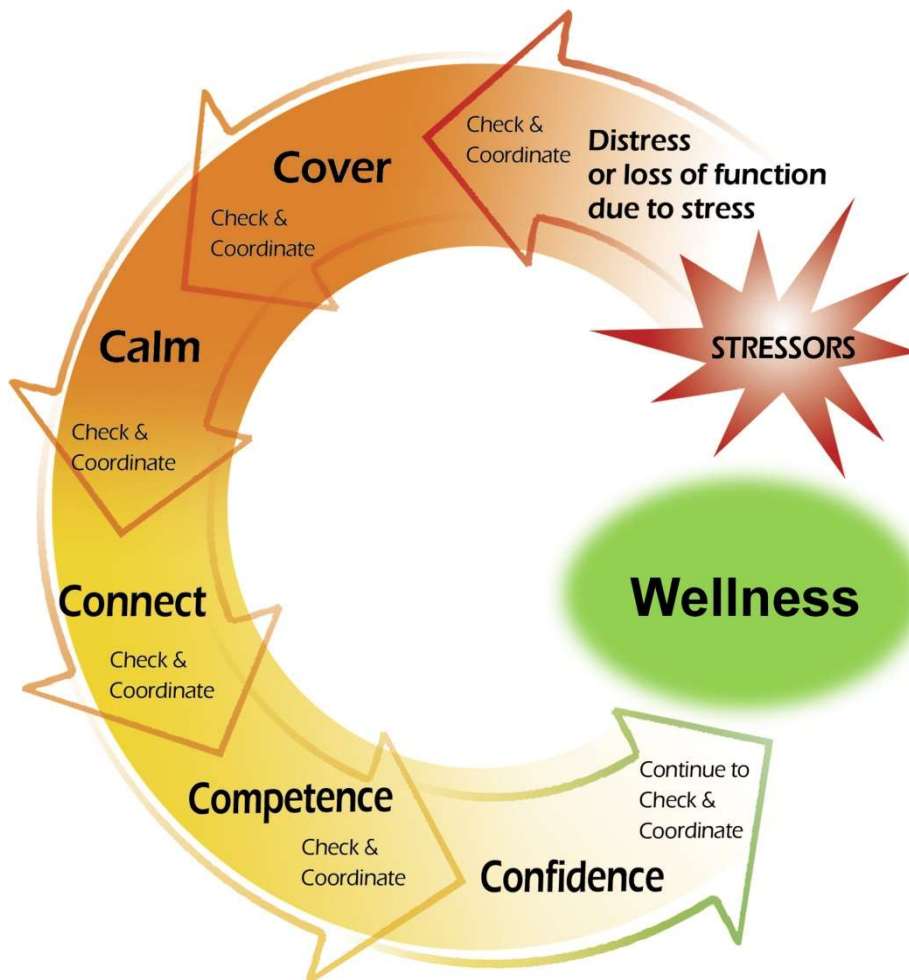 STRESSORS
Distress
or loss of function
due to stress
Check &
Coordinate
Cover
Check &
Coordinate
Calm
Check &
Coordinate
Connect
Check &
Coordinate
Competence
Check &
Coordinate
Confidence
Continue to
Check &
Coordinate
Wellness